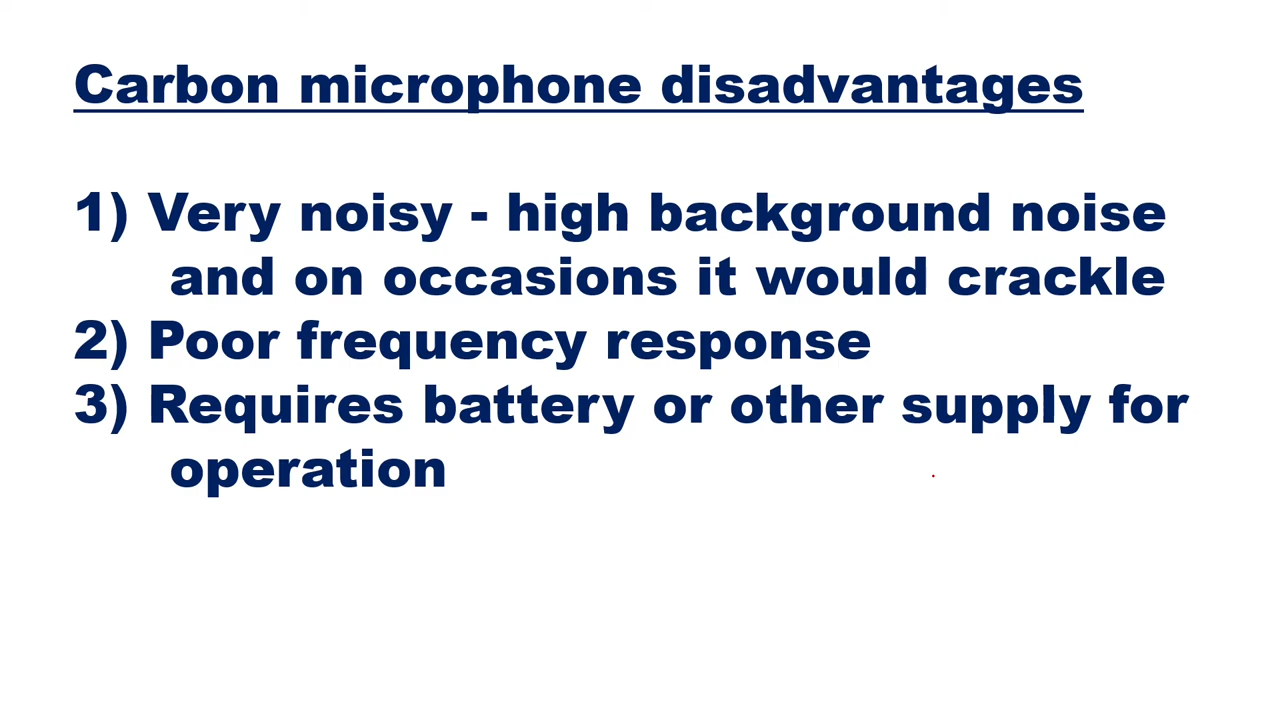 Carbon microphone disadvantages
1) Very noisy - high background noise
and on occasions it would crackle
2) Poor frequency response
3) Requires battery or other supply for
operation